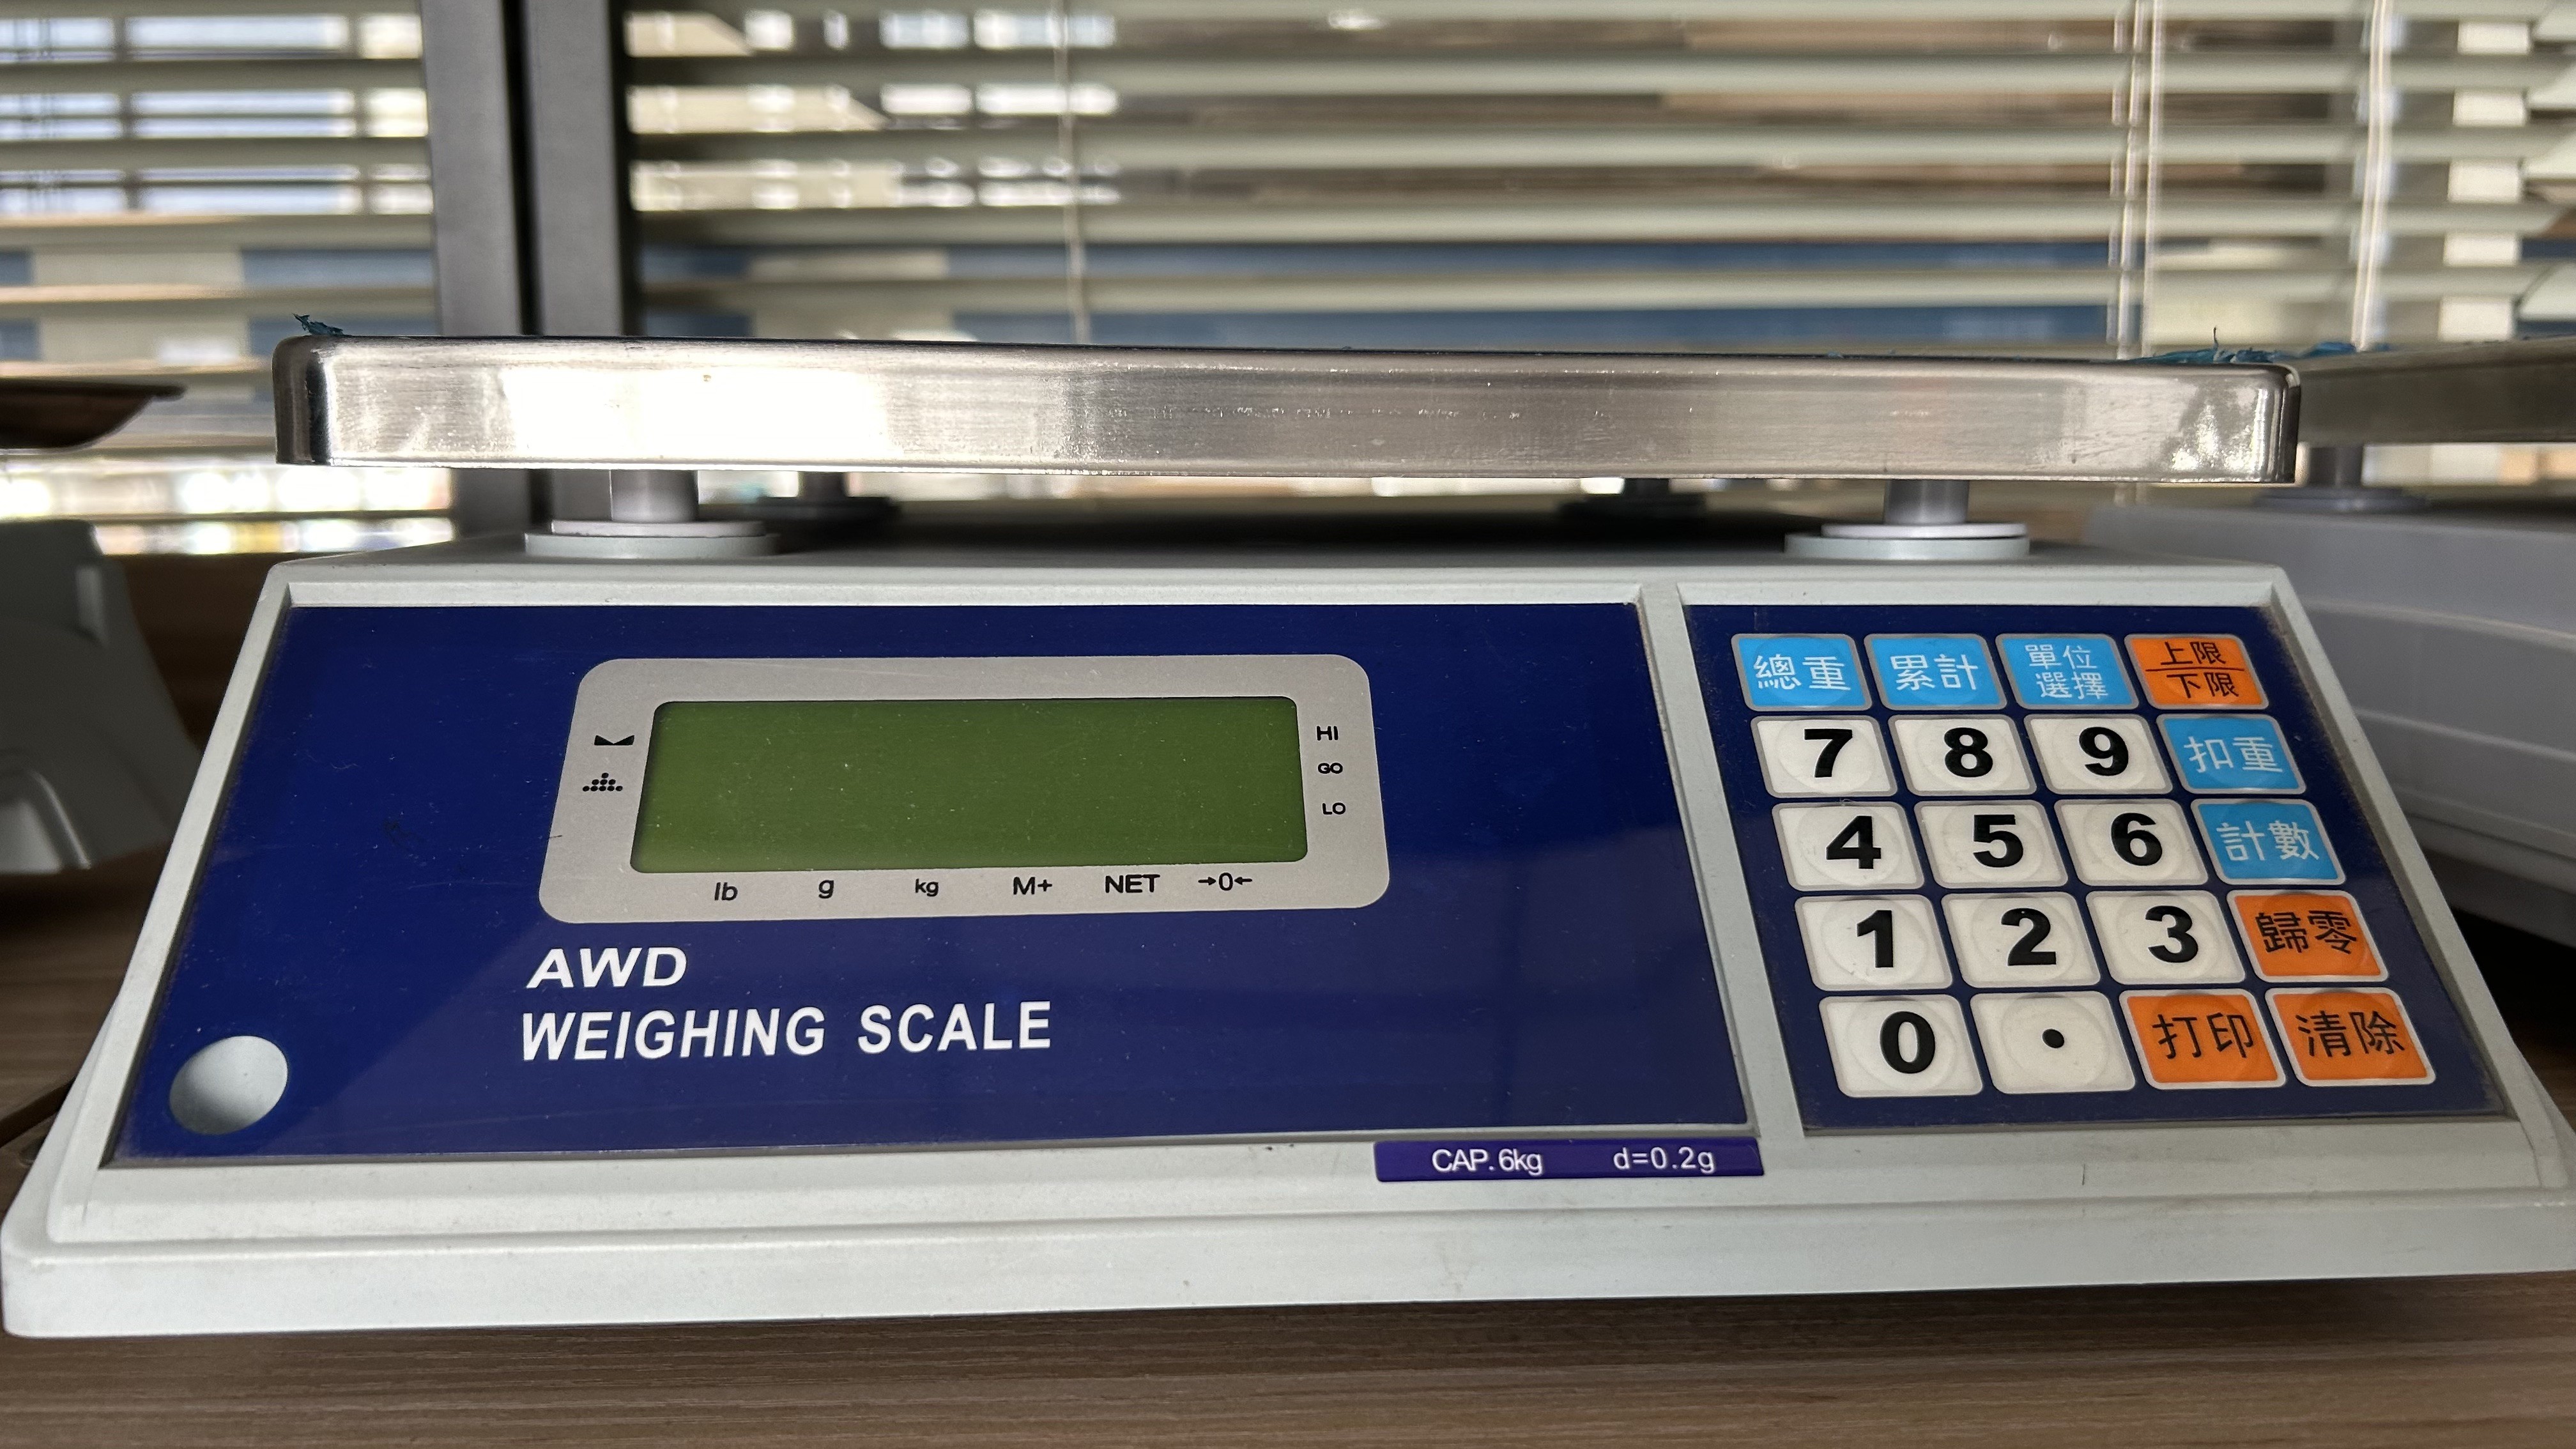 HI
GO
LO
lb g kg M+ NET →0←
AWD
WEIGHING SCALE
總重 累計 單位選擇 上限
下限
7 8 9 扣重
4 5 6 計數
1 2 3 歸零
0 • 打印 清除
CAP. 6kg d=0.2g